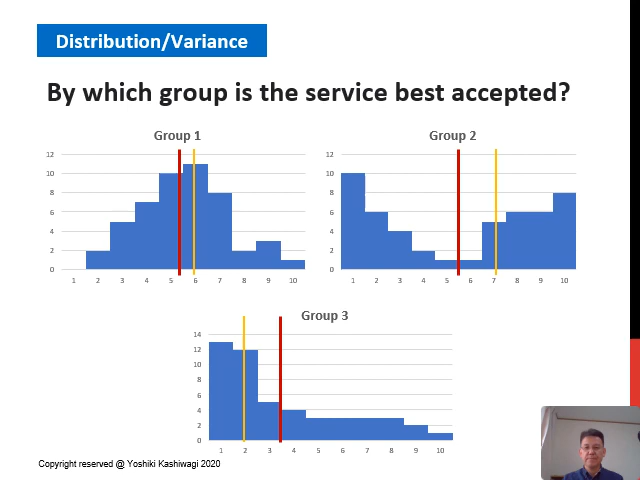 Distribution/Variance
By which group is the service best accepted?
Group 1
12
10
8
6
4
2
0
1 2 3 4 5 6 7 8 9 10
Group 2
12
10
8
6
4
2
0
1 2 3 4 5 6 7 8 9 10
Group 3
14
12
10
8
6
4
2
0
1 2 3 4 5 6 7 8 9 10
Copyright reserved @ Yoshiki Kashiwagi 2020